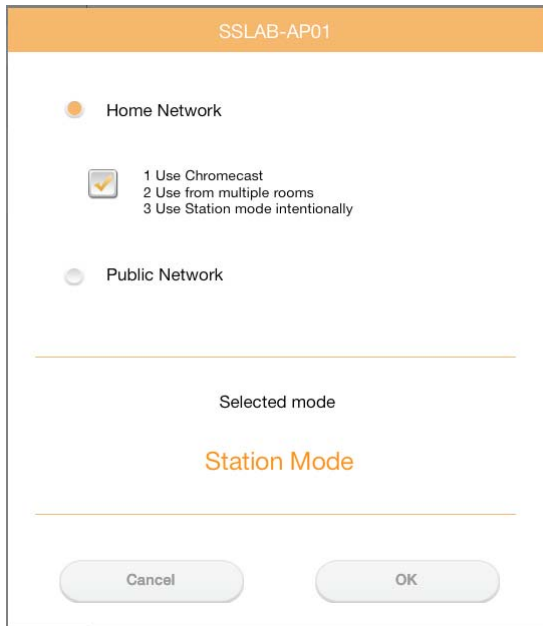 SSLAB-AP01
Home Network
1 Use Chromecast
2 Use from multiple rooms
3 Use Station mode intentionally
Public Network
Selected mode
Station Mode
Cancel
OK